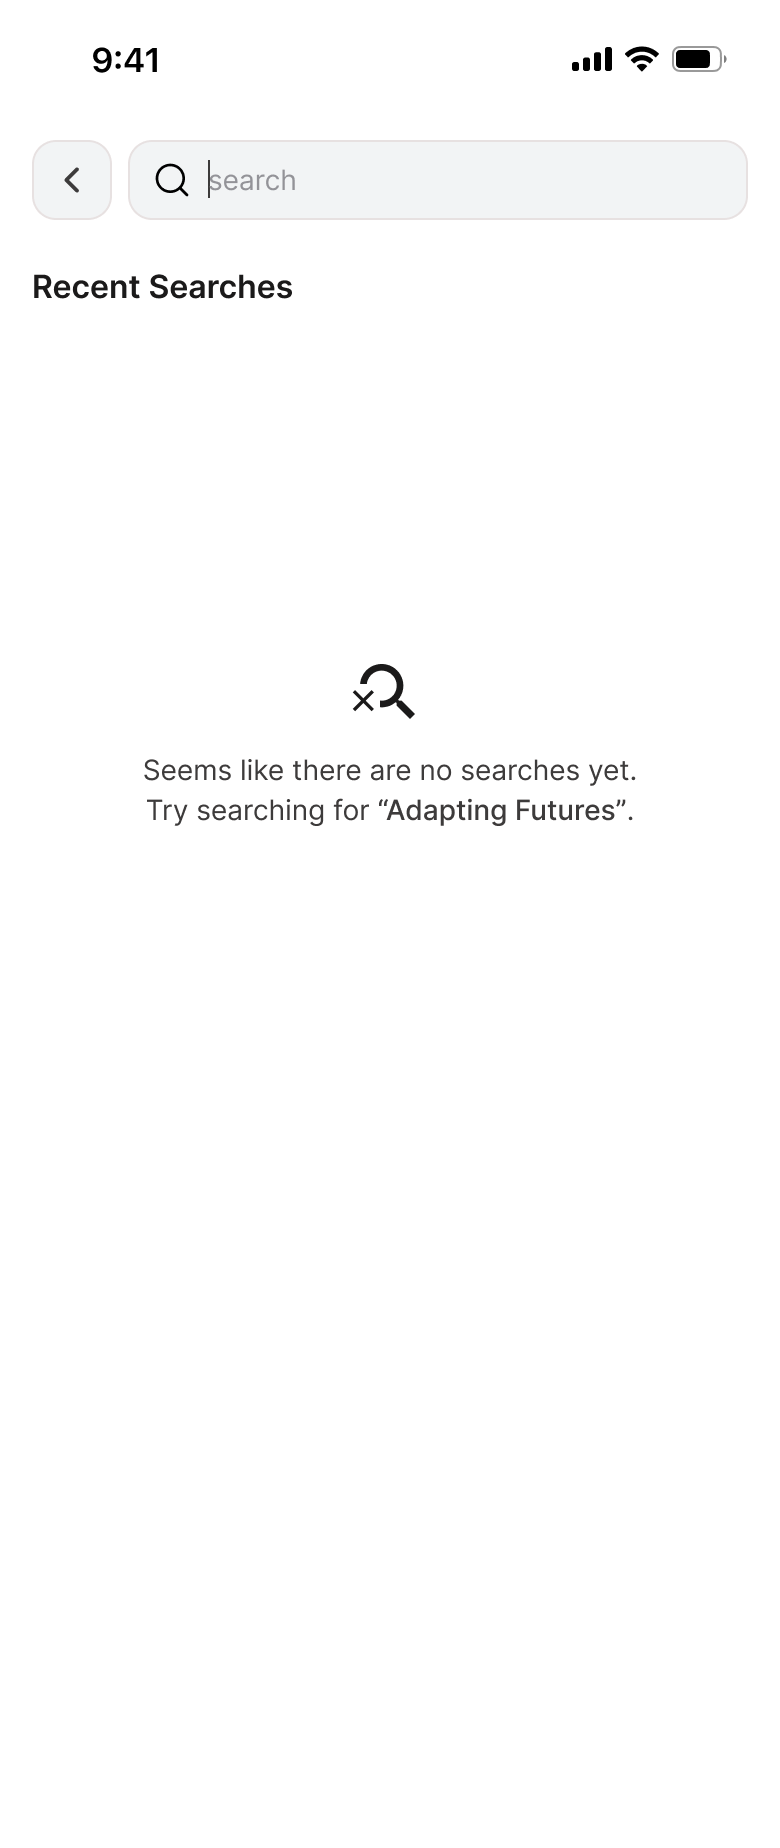 9:41
search
Recent Searches
Seems like there are no searches yet.
Try searching for “Adapting Futures”.